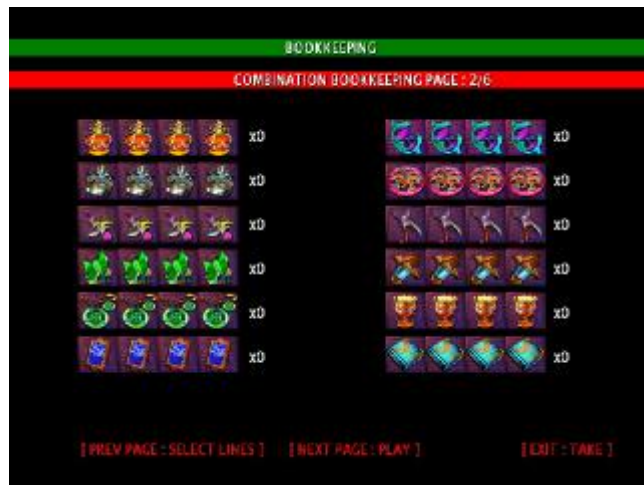 BOOKKEEPING
COMBINATION BOOKKEEPING PAGE : 2/6
x0 x0
x0 x0
x0 x0
x0 x0
x0 x0
x0 x0
[ PREV PAGE : SELECT LINES ] [ NEXT PAGE : PLAY ] [ EXIT : TAKE ]